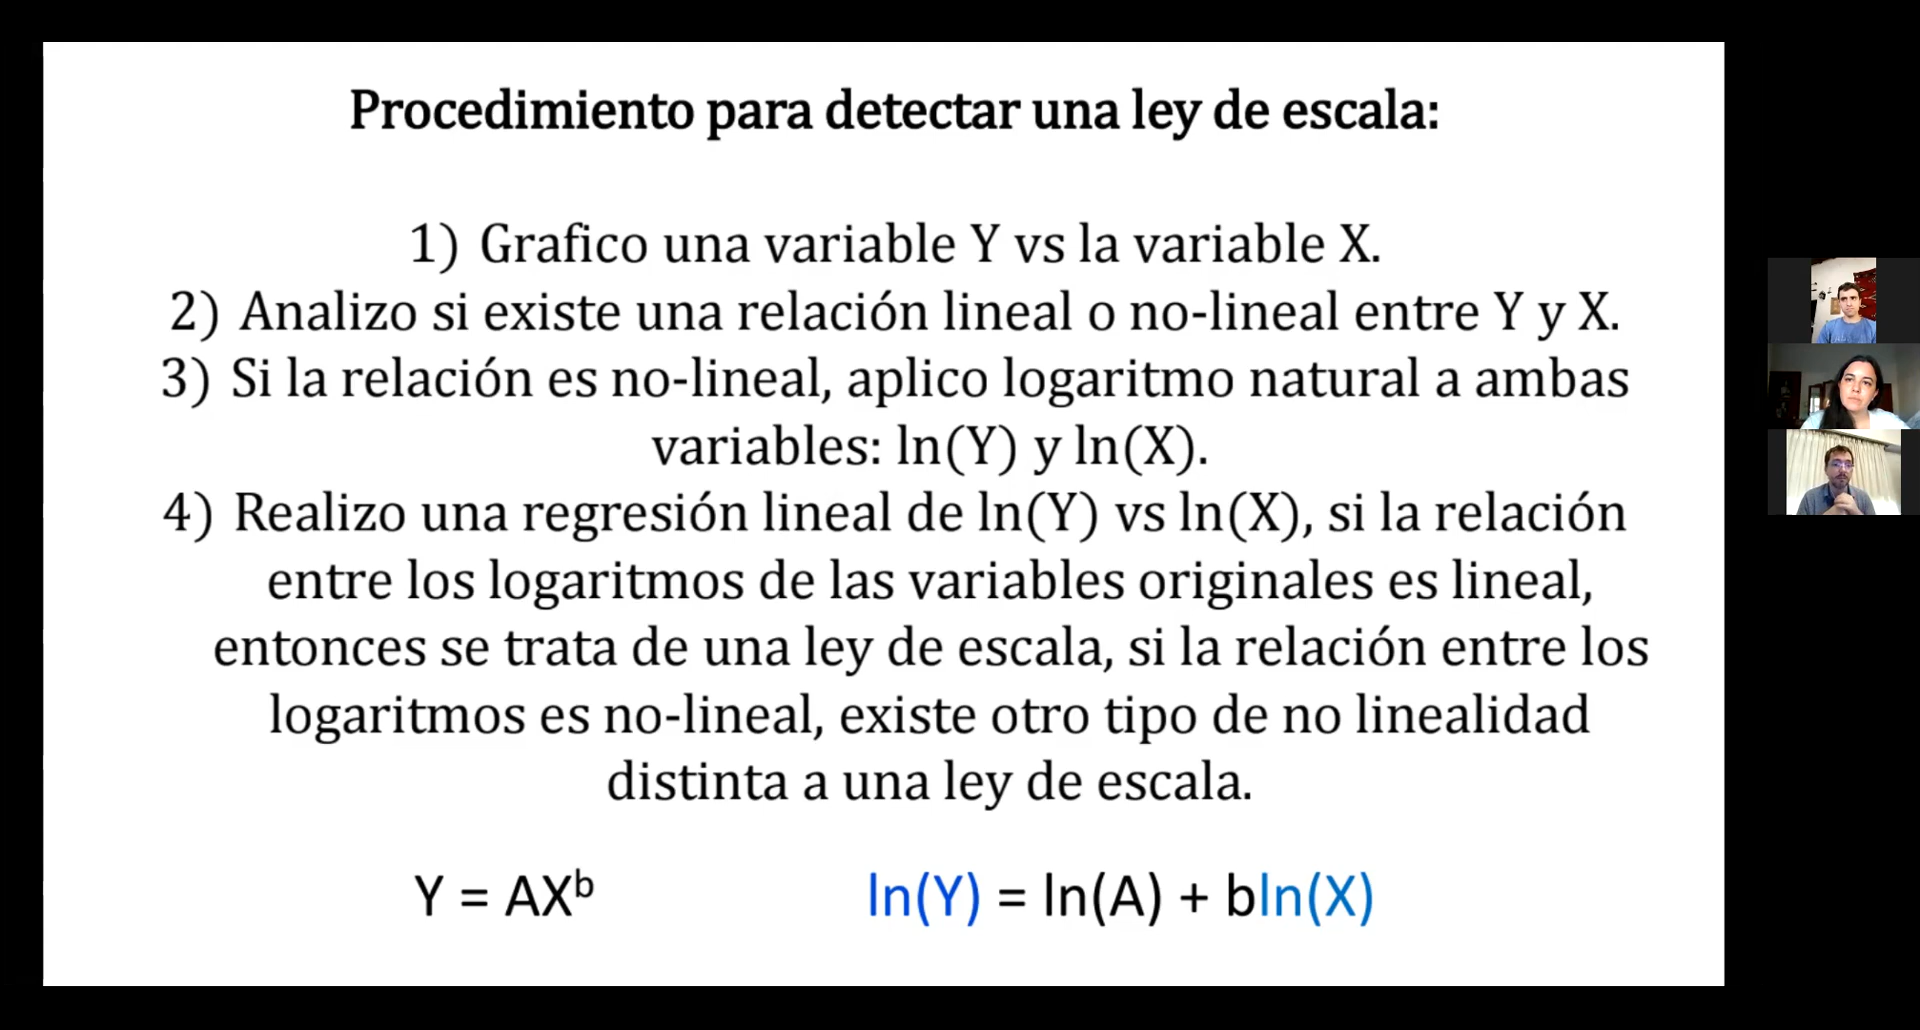 Procedimiento para detectar una ley de escala:
1) Grafico una variable Y vs la variable X.
2) Analizo si existe una relación lineal o no-lineal entre Y y X.
3) Si la relación es no-lineal, aplico logaritmo natural a ambas
variables: ln(Y) y ln(X).
4) Realizo una regresión lineal de ln(Y) vs ln(X), si la relación
entre los logaritmos de las variables originales es lineal,
entonces se trata de una ley de escala, si la relación entre los
logaritmos es no-lineal, existe otro tipo de no linealidad
distinta a una ley de escala.
Y = AXᵇ ln(Y) = ln(A) + bln(X)